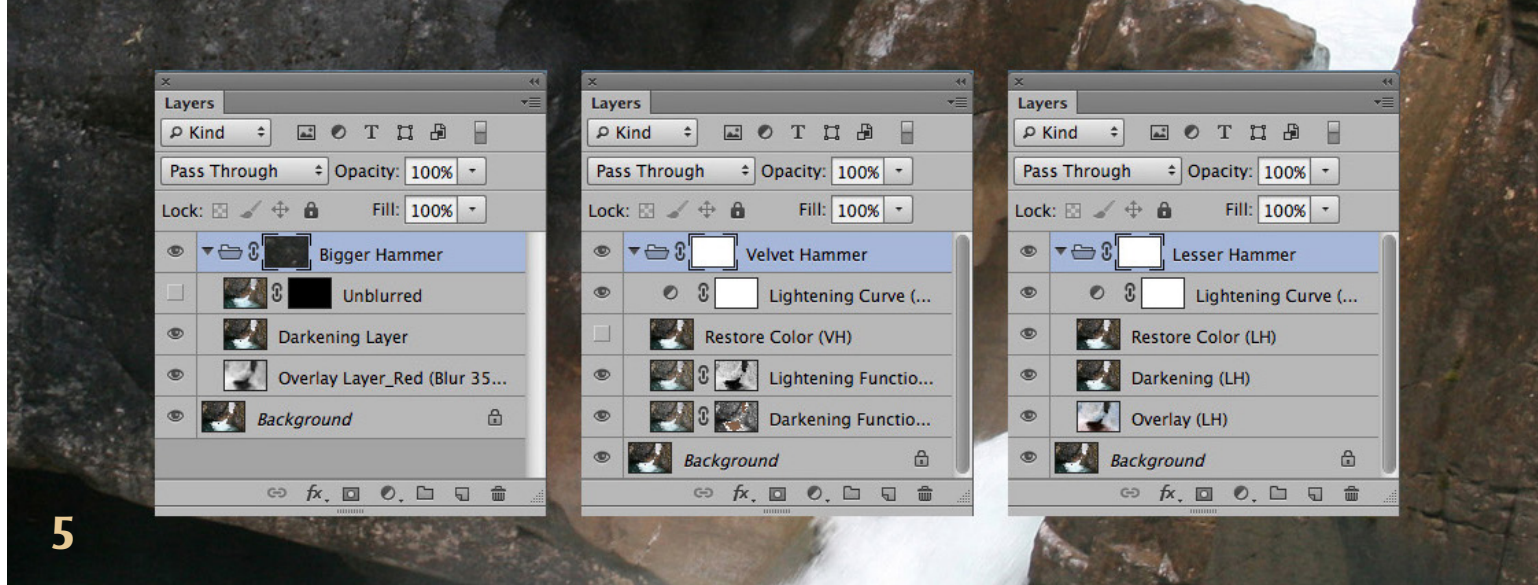 Layers
Kind
Pass Through Opacity: 100%
Lock: Fill: 100%
Bigger Hammer
Unblurred
Darkening Layer
Overlay Layer_Red (Blur 35...
Background
fx
Layers
Kind
Pass Through Opacity: 100%
Lock: Fill: 100%
Velvet Hammer
Lightening Curve (...
Restore Color (VH)
Lightening Functio...
Darkening Functio...
Background
fx
Layers
Kind
Pass Through Opacity: 100%
Lock: Fill: 100%
Lesser Hammer
Lightening Curve (...
Restore Color (LH)
Darkening (LH)
Overlay (LH)
Background
fx
5